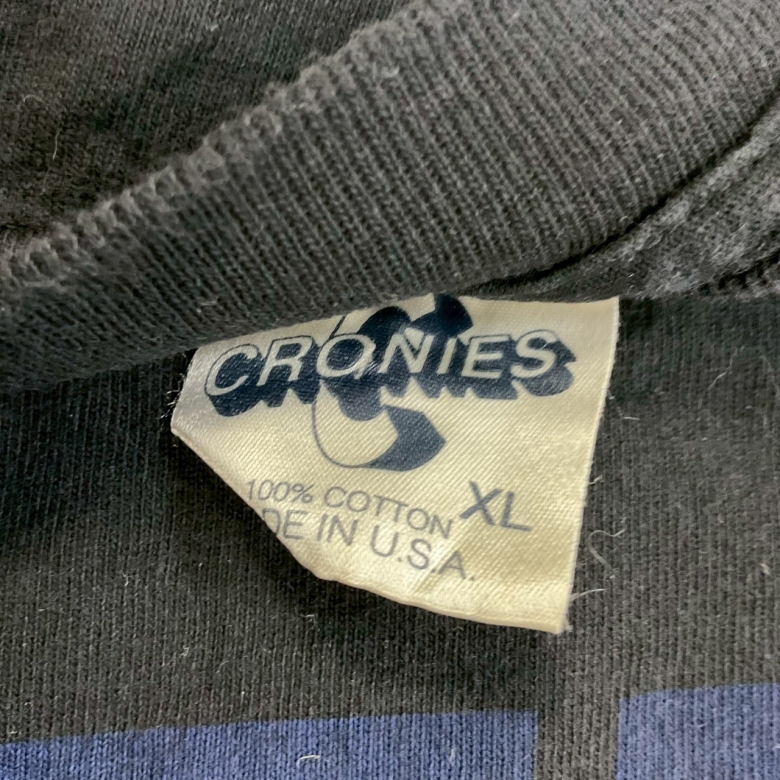 CRONIES
100% COTTON XL
DE IN U.S.A.